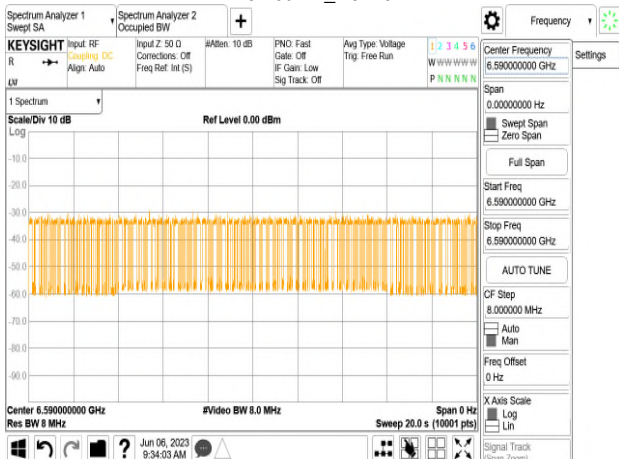 Spectrum Analyzer 1
Swept SA
Spectrum Analyzer 2
Occupied BW
Frequency
KEYSIGHT
R
Input: RF
Coupling: DC
Align: Auto
Input Z: 50 Ω
Corrections: Off
Freq Ref: Int (S)
#Atten: 10 dB
PNO: Fast
Gate: Off
IF Gain: Low
Sig Track: Off
Avg Type: Voltage
Trig: Free Run
1 2 3 4 5 6
W W W W W W
P N N N N N
1 Spectrum
Scale/Div 10 dB
Ref Level 0.00 dBm
Log
-10.0
-20.0
-30.0
-40.0
-50.0
-60.0
-70.0
-80.0
-90.0
Center 6.590000000 GHz
#Video BW 8.0 MHz
Span 0 Hz
Res BW 8 MHz
Sweep 20.0 s (10001 pts)
Jun 06, 2023
9:34:03 AM
Center Frequency
6.590000000 GHz
Settings
Span
0.00000000 Hz
Swept Span
Zero Span
Full Span
Start Freq
6.590000000 GHz
Stop Freq
6.590000000 GHz
AUTO TUNE
CF Step
8.000000 MHz
Auto
Man
Freq Offset
0 Hz
X Axis Scale
Log
Lin
Signal Track
(Span Zoom)